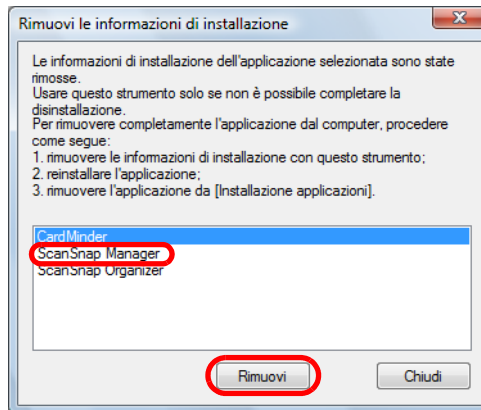 Rimuovi le informazioni di installazione
Le informazioni di installazione dell'applicazione selezionata sono state
rimosse.
Usare questo strumento solo se non è possibile completare la
disinstallazione.
Per rimuovere completamente l'applicazione dal computer, procedere
come segue:
1. rimuovere le informazioni di installazione con questo strumento;
2. reinstallare l'applicazione;
3. rimuovere l'applicazione da [Installazione applicazioni].
CardMinder
ScanSnap Manager
ScanSnap Organizer
Rimuovi
Chiudi